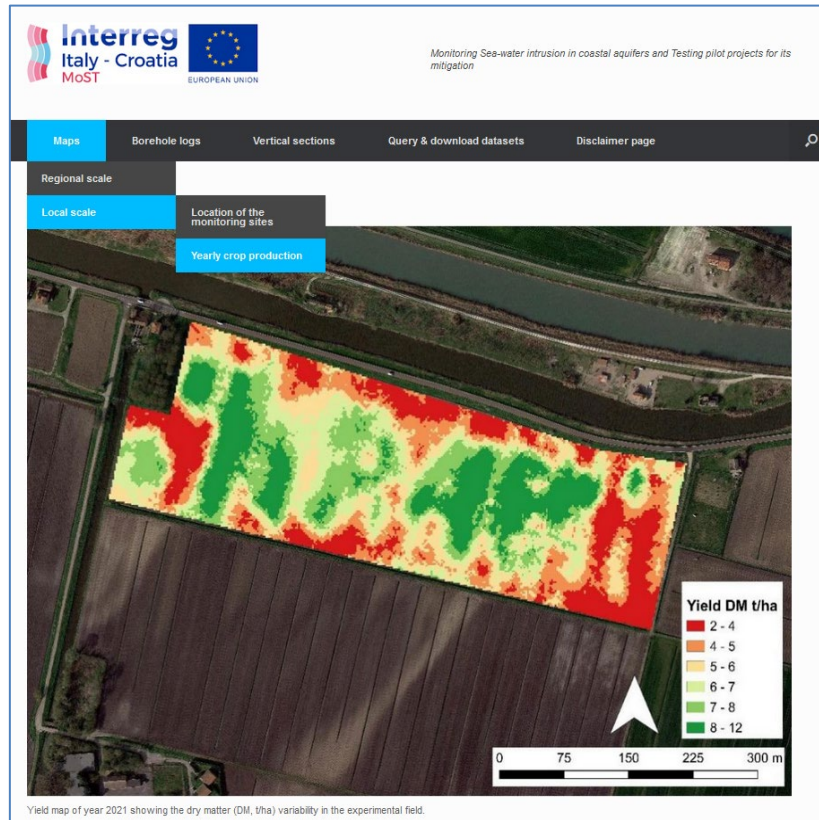 Interreg
Italy - Croatia
MoST
EUROPEAN UNION
Monitoring Sea-water intrusion in coastal aquifers and Testing pilot projects for its
mitigation
Maps
Borehole logs
Vertical sections
Query & download datasets
Disclaimer page
Regional scale
Local scale
Location of the
monitoring sites
Yearly crop production
Yield DM t/ha
2 - 4
4 - 5
5 - 6
6 - 7
7 - 8
8 - 12
0 75 150 225 300 m
Yield map of year 2021 showing the dry matter (DM, t/ha) variability in the experimental field.